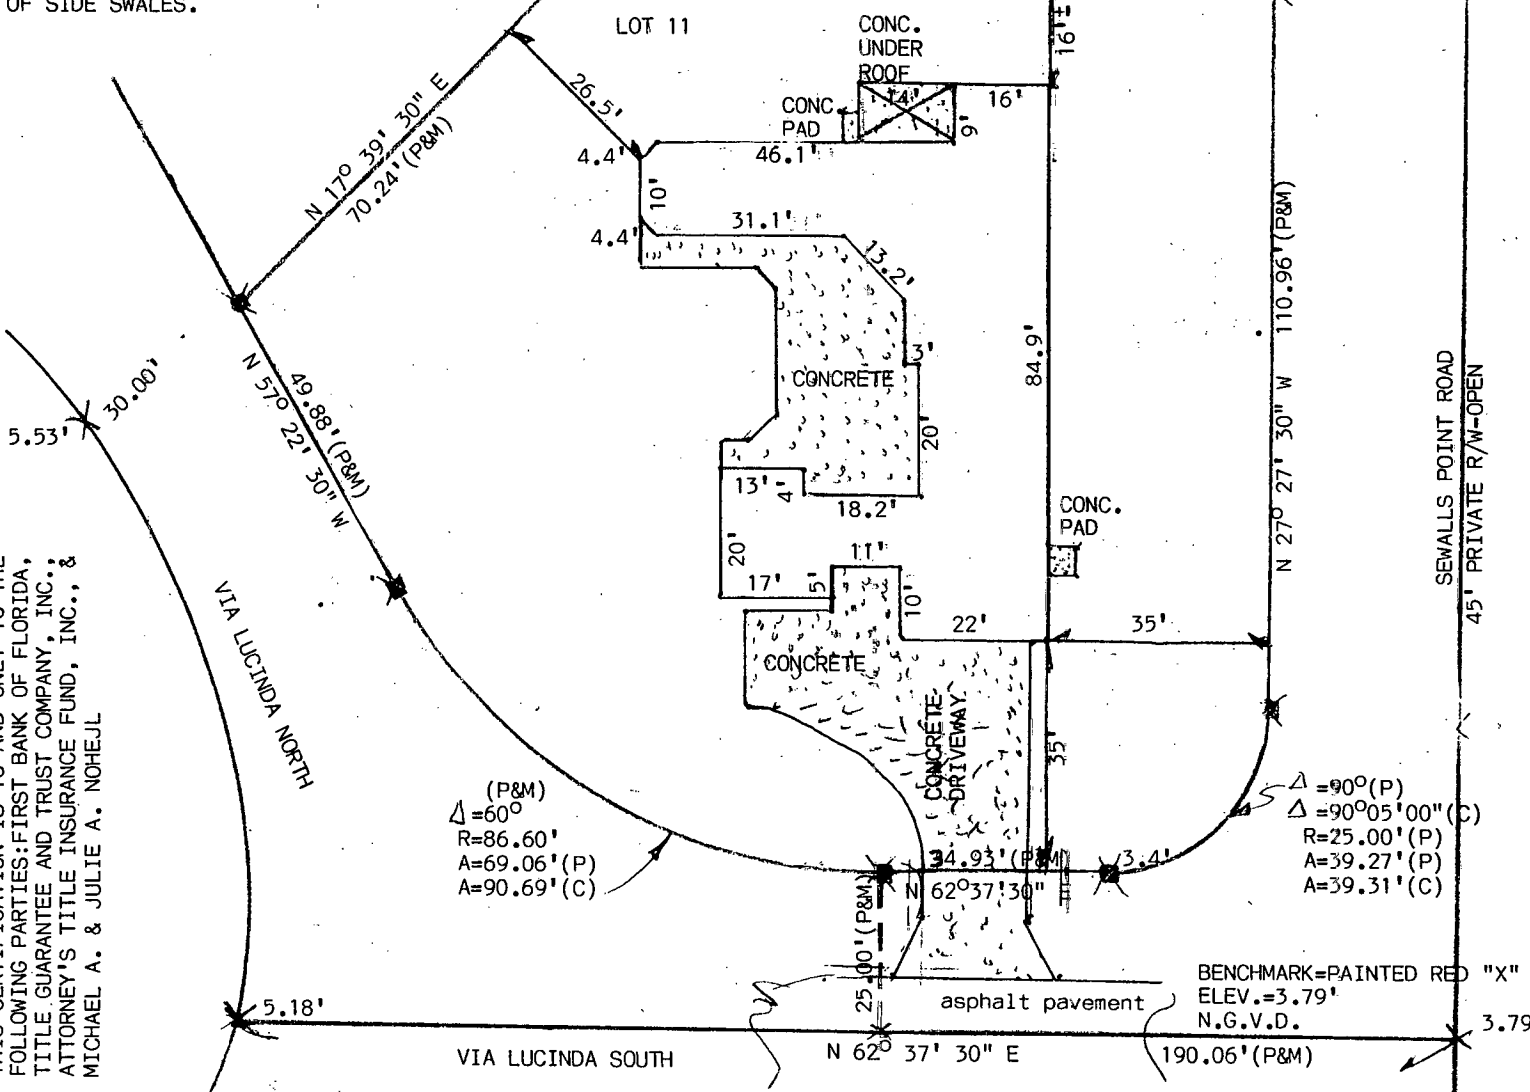 OF SIDE SWALES.
LOT 11
CONC.
UNDER
ROOF
16'±
26.5'
14'
16'
CONC
PAD
9'
N 17° 39' 30" E
70.24'(P&M)
4.4'
46.1'
10'
4.4'
31.1'
13.2'
110.96'(P&M)
N 27° 27' 30" W
3'
84.9'
CONCRETE
20'
30.00'
5.53'
49.88'(P&M)
N 57° 22' 30" W
13'
4'
18.2'
CONC.
PAD
SEWALLS POINT ROAD
45' PRIVATE R/W-OPEN
20'
11'
17'
5'
10'
22'
35'
CONCRETE
CONCRETE
DRIVEWAY
35'
VIA LUCINDA NORTH
FOLLOWING PARTIES:FIRST BANK OF FLORIDA,
TITLE GUARANTEE AND TRUST COMPANY, INC.,
ATTORNEY'S TITLE INSURANCE FUND, INC., &
MICHAEL A. & JULIE A. NOHEJL
(P&M)
Δ=60°
R=86.60'
A=69.06'(P)
A=90.69'(C)
Δ=90°(P)
Δ=90°05'00"(C)
R=25.00'(P)
A=39.27'(P)
A=39.31'(C)
34.93'(P&M)
3.4'
N 62°37'30" E
25.00'(P&M)
BENCHMARK=PAINTED RED "X"
ELEV.=3.79'
N.G.V.D.
3.79
asphalt pavement
5.18'
VIA LUCINDA SOUTH
N 62° 37' 30" E
190.06'(P&M)